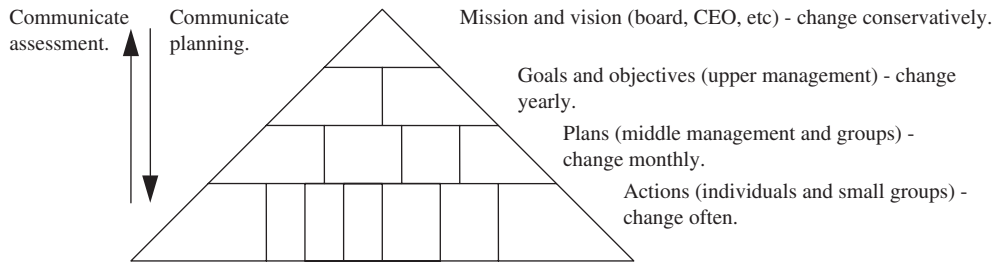 Communicate
assessment.
Communicate
planning.
Mission and vision (board, CEO, etc) - change conservatively.
Goals and objectives (upper management) - change
yearly.
Plans (middle management and groups) -
change monthly.
Actions (individuals and small groups) -
change often.